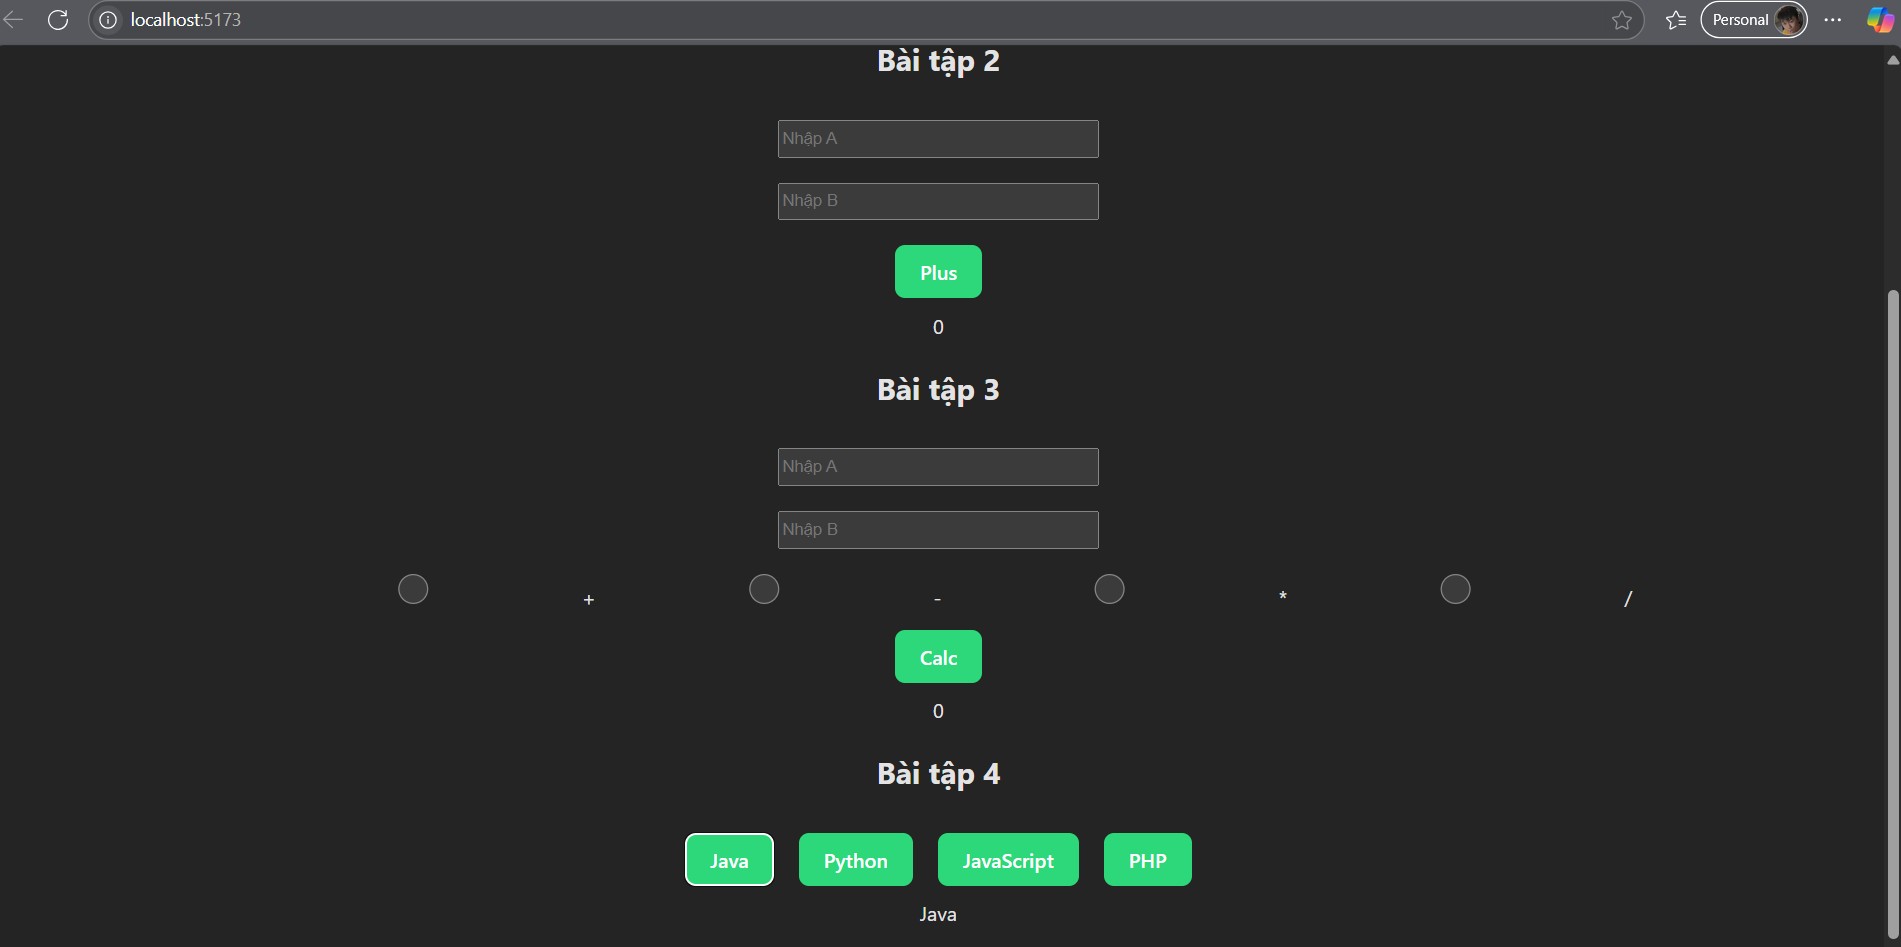 localhost:5173 Personal
Bài tập 2
Nhập A
Nhập B
Plus
0
Bài tập 3
Nhập A
Nhập B
+ - * /
Calc
0
Bài tập 4
Java Python JavaScript PHP
Java